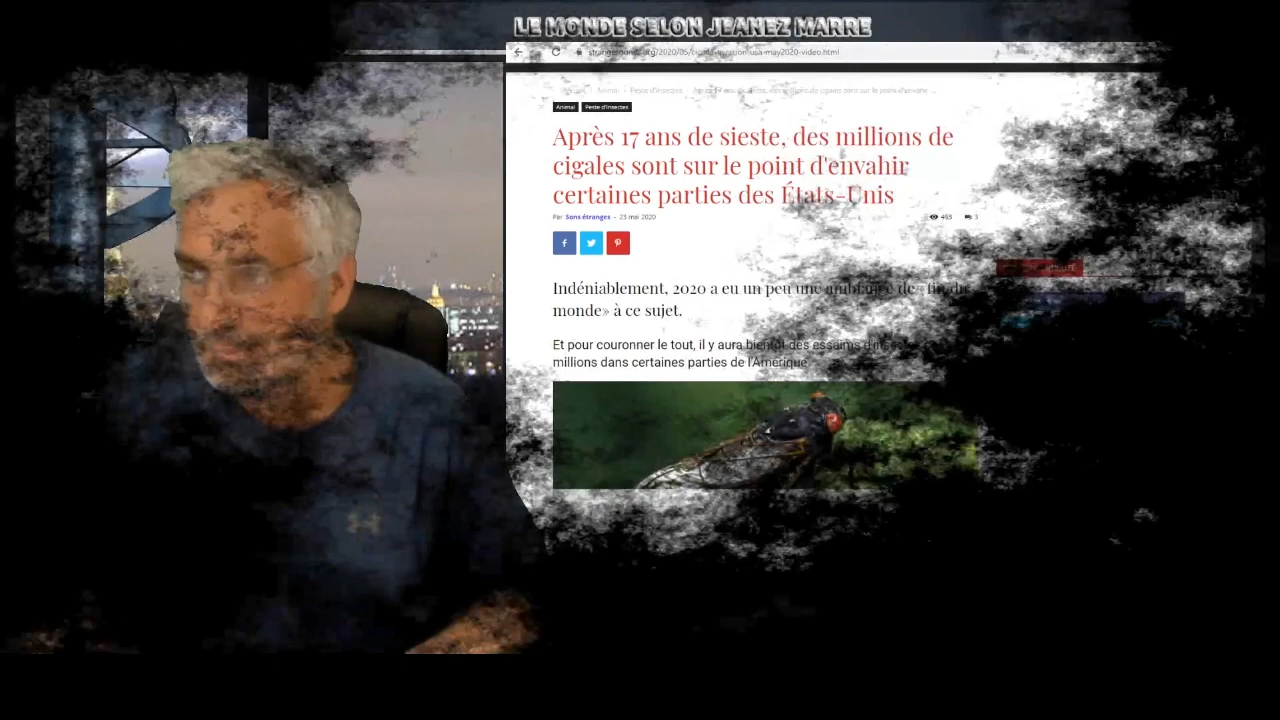 LE MONDE SELON JEANEZ MARRE
Animal
Peste d'insectes
Après 17 ans de sieste, des millions de
cigales sont sur le point d'envahir
certaines parties des États-Unis
Par Sons étranges - 23 mai 2020
493
3
Indéniablement, 2020 a eu un peu une ambiance de « fin du
monde» à ce sujet.
Et pour couronner le tout, il y aura bientôt des essaims
millions dans certaines parties de l'Amérique